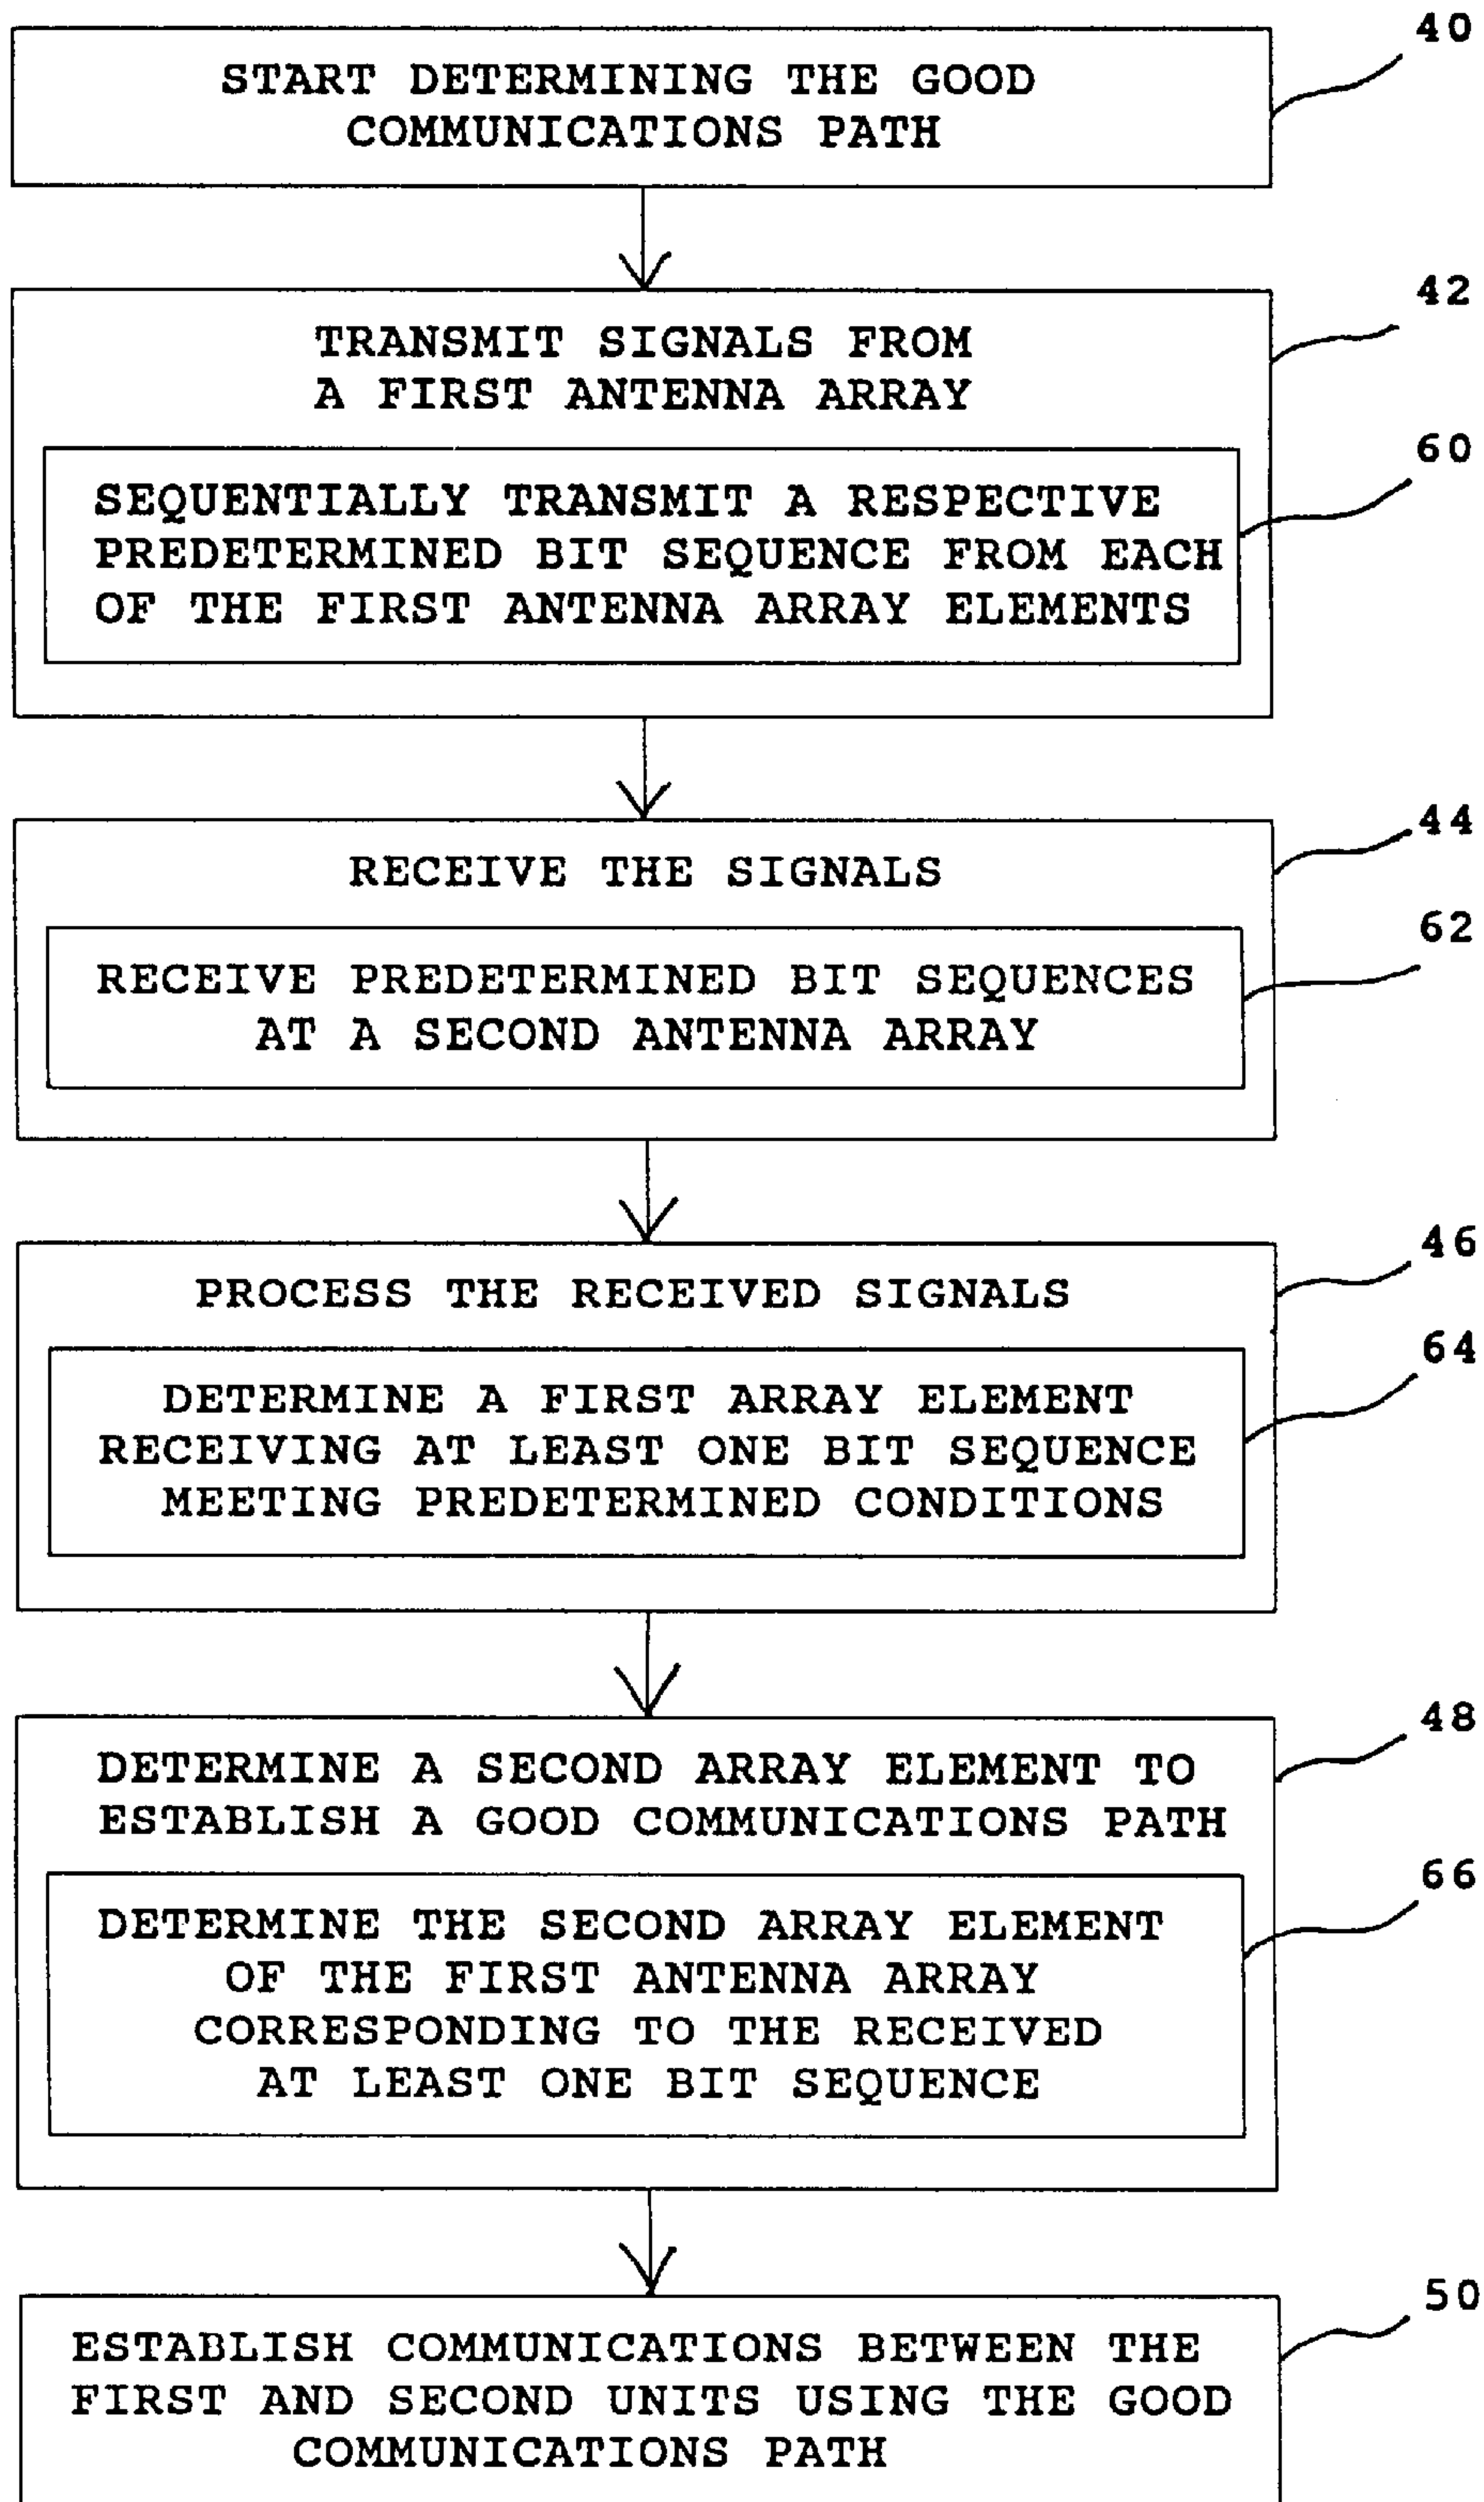 40
START DETERMINING THE GOOD
COMMUNICATIONS PATH
42
TRANSMIT SIGNALS FROM
A FIRST ANTENNA ARRAY
60
SEQUENTIALLY TRANSMIT A RESPECTIVE
PREDETERMINED BIT SEQUENCE FROM EACH
OF THE FIRST ANTENNA ARRAY ELEMENTS
44
RECEIVE THE SIGNALS
62
RECEIVE PREDETERMINED BIT SEQUENCES
AT A SECOND ANTENNA ARRAY
46
PROCESS THE RECEIVED SIGNALS
64
DETERMINE A FIRST ARRAY ELEMENT
RECEIVING AT LEAST ONE BIT SEQUENCE
MEETING PREDETERMINED CONDITIONS
48
DETERMINE A SECOND ARRAY ELEMENT TO
ESTABLISH A GOOD COMMUNICATIONS PATH
66
DETERMINE THE SECOND ARRAY ELEMENT
OF THE FIRST ANTENNA ARRAY
CORRESPONDING TO THE RECEIVED
AT LEAST ONE BIT SEQUENCE
50
ESTABLISH COMMUNICATIONS BETWEEN THE
FIRST AND SECOND UNITS USING THE GOOD
COMMUNICATIONS PATH